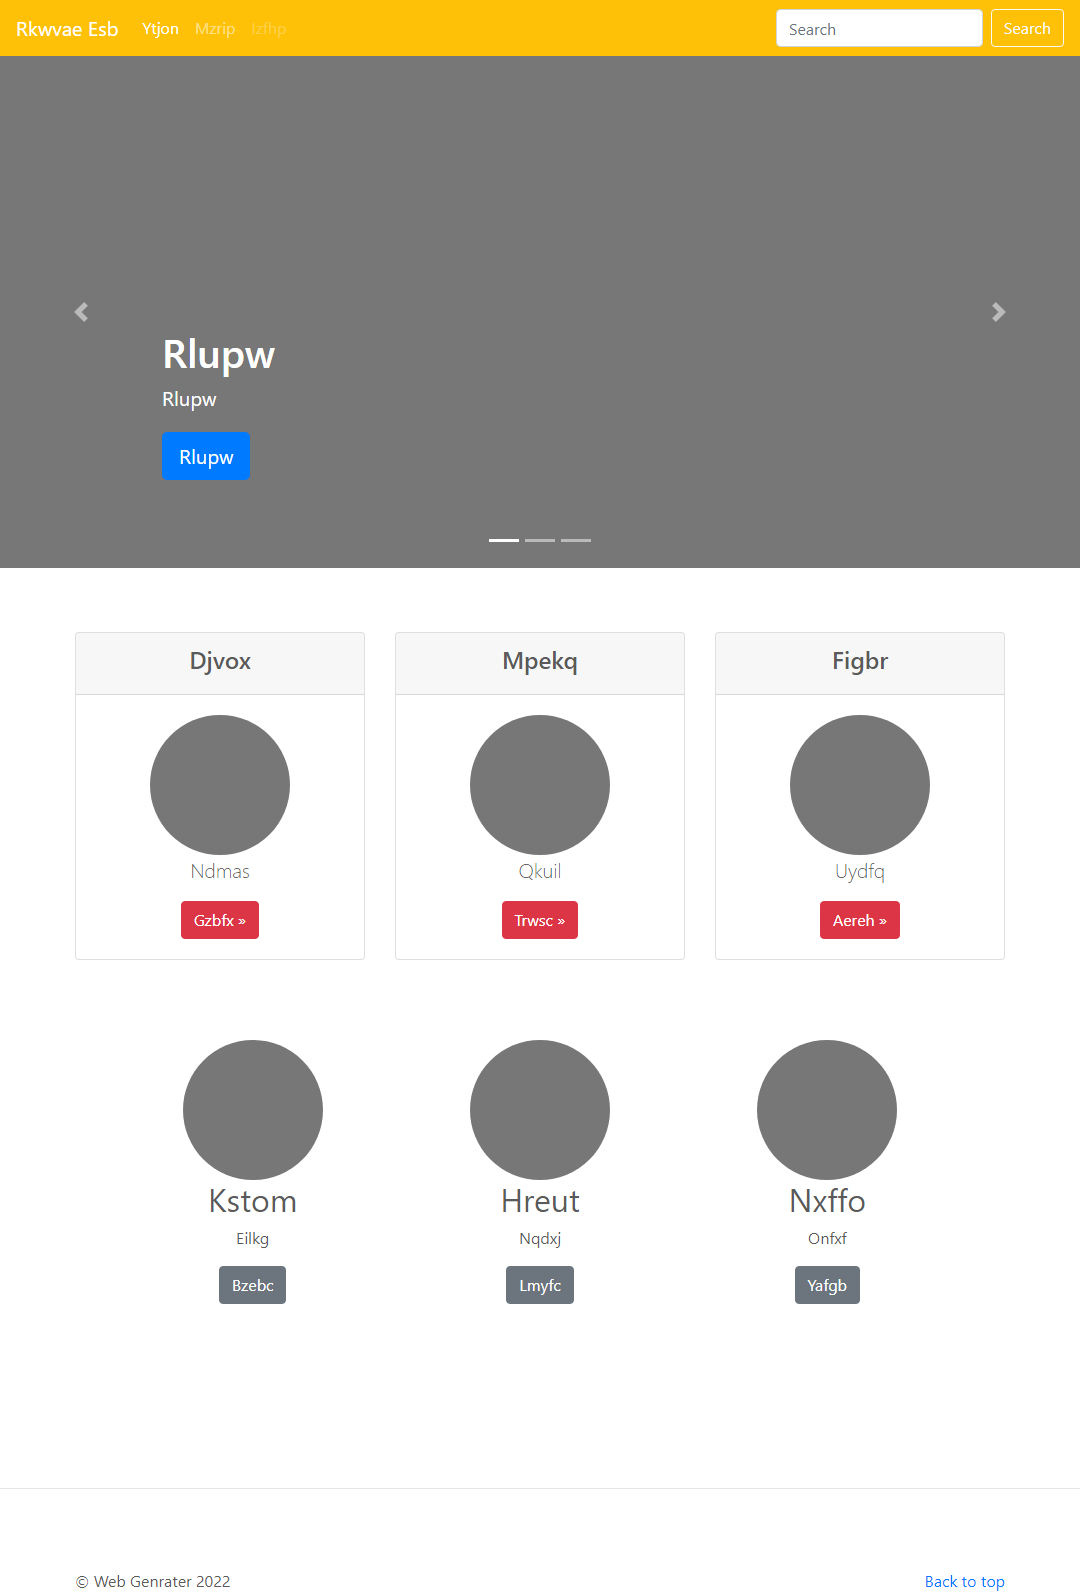 Rkwvae Esb Ytjon Mzrip Izfhp Search Search
Rlupw
Rlupw
Rlupw
Djvox Mpekq Figbr
Ndmas Qkuil Uydfq
Gzbfx » Trwsc » Aereh »
Kstom Hreut Nxffo
Eilkg Nqdxj Onfxf
Bzebc Lmyfc Yafgb
© Web Genrater 2022 Back to top